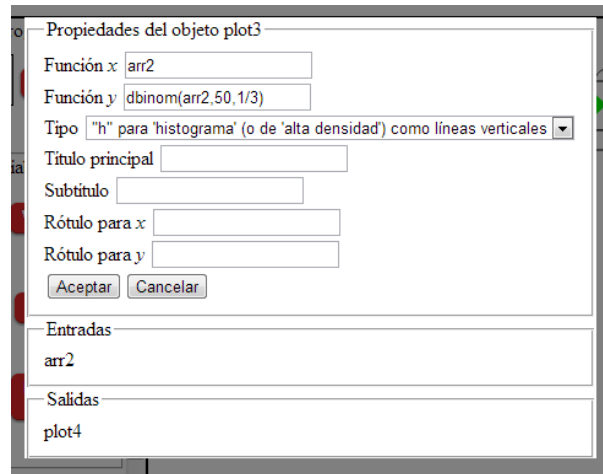 Propiedades del objeto plot3
Función x arr2
Función y dbinom(arr2,50,1/3)
Tipo "h" para 'histograma' (o de 'alta densidad') como líneas verticales
Titulo principal
Subtítulo
Rótulo para x
Rótulo para y
Aceptar Cancelar
Entradas
arr2
Salidas
plot4